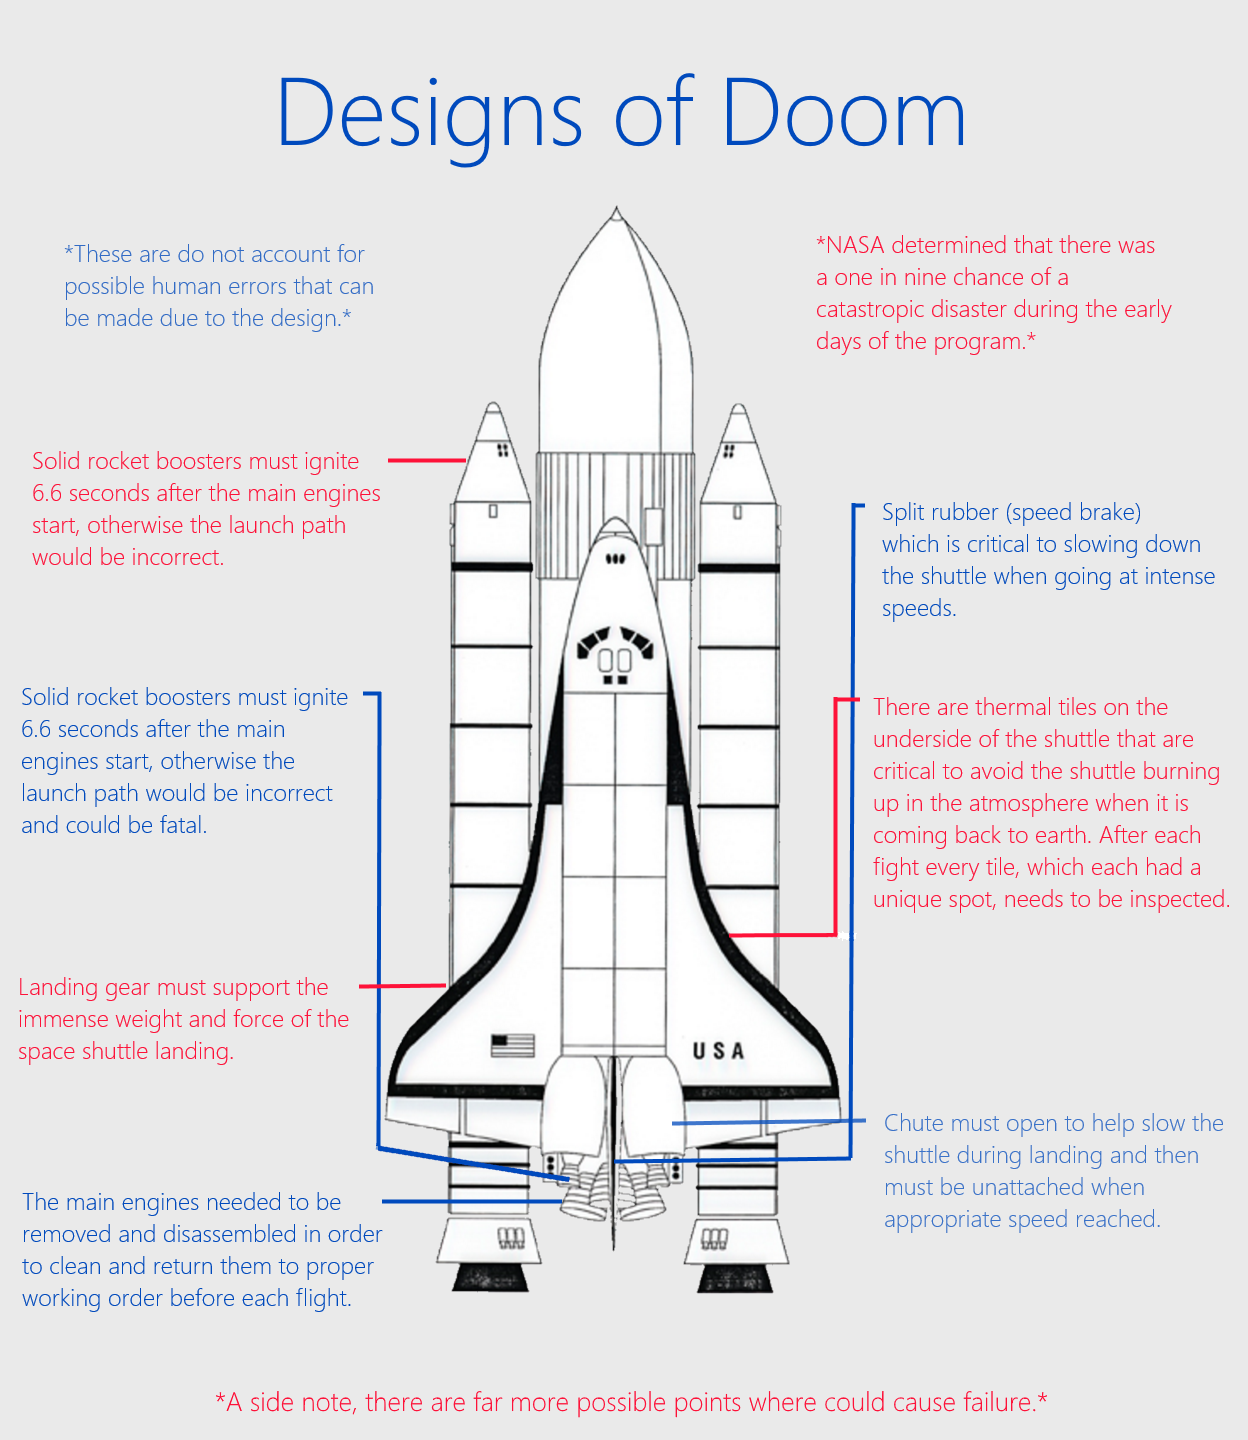 Designs of Doom
*These are do not account for
possible human errors that can
be made due to the design.*
*NASA determined that there was
a one in nine chance of a
catastropic disaster during the early
days of the program.*
Solid rocket boosters must ignite
6.6 seconds after the main engines
start, otherwise the launch path
would be incorrect.
Split rubber (speed brake)
which is critical to slowing down
the shuttle when going at intense
speeds.
Solid rocket boosters must ignite
6.6 seconds after the main
engines start, otherwise the
launch path would be incorrect
and could be fatal.
There are thermal tiles on the
underside of the shuttle that are
critical to avoid the shuttle burning
up in the atmosphere when it is
coming back to earth. After each
fight every tile, which each had a
unique spot, needs to be inspected.
Landing gear must support the
immense weight and force of the
space shuttle landing.
USA
Chute must open to help slow the
shuttle during landing and then
must be unattached when
appropriate speed reached.
The main engines needed to be
removed and disassembled in order
to clean and return them to proper
working order before each flight.
*A side note, there are far more possible points where could cause failure.*